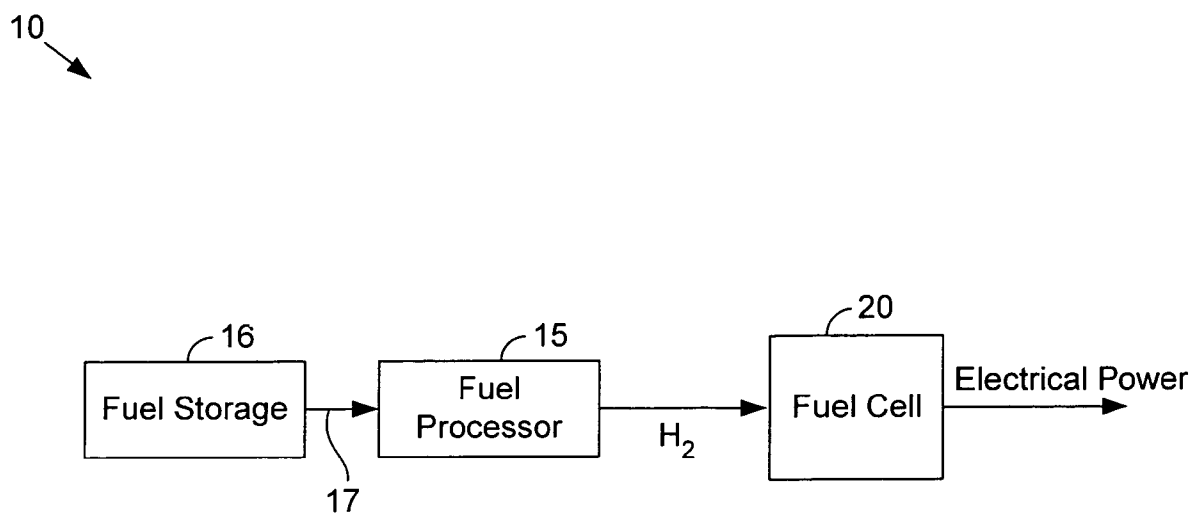 10
16
15
20
Fuel Storage
Fuel
Processor
Fuel Cell
Electrical Power
H₂
17